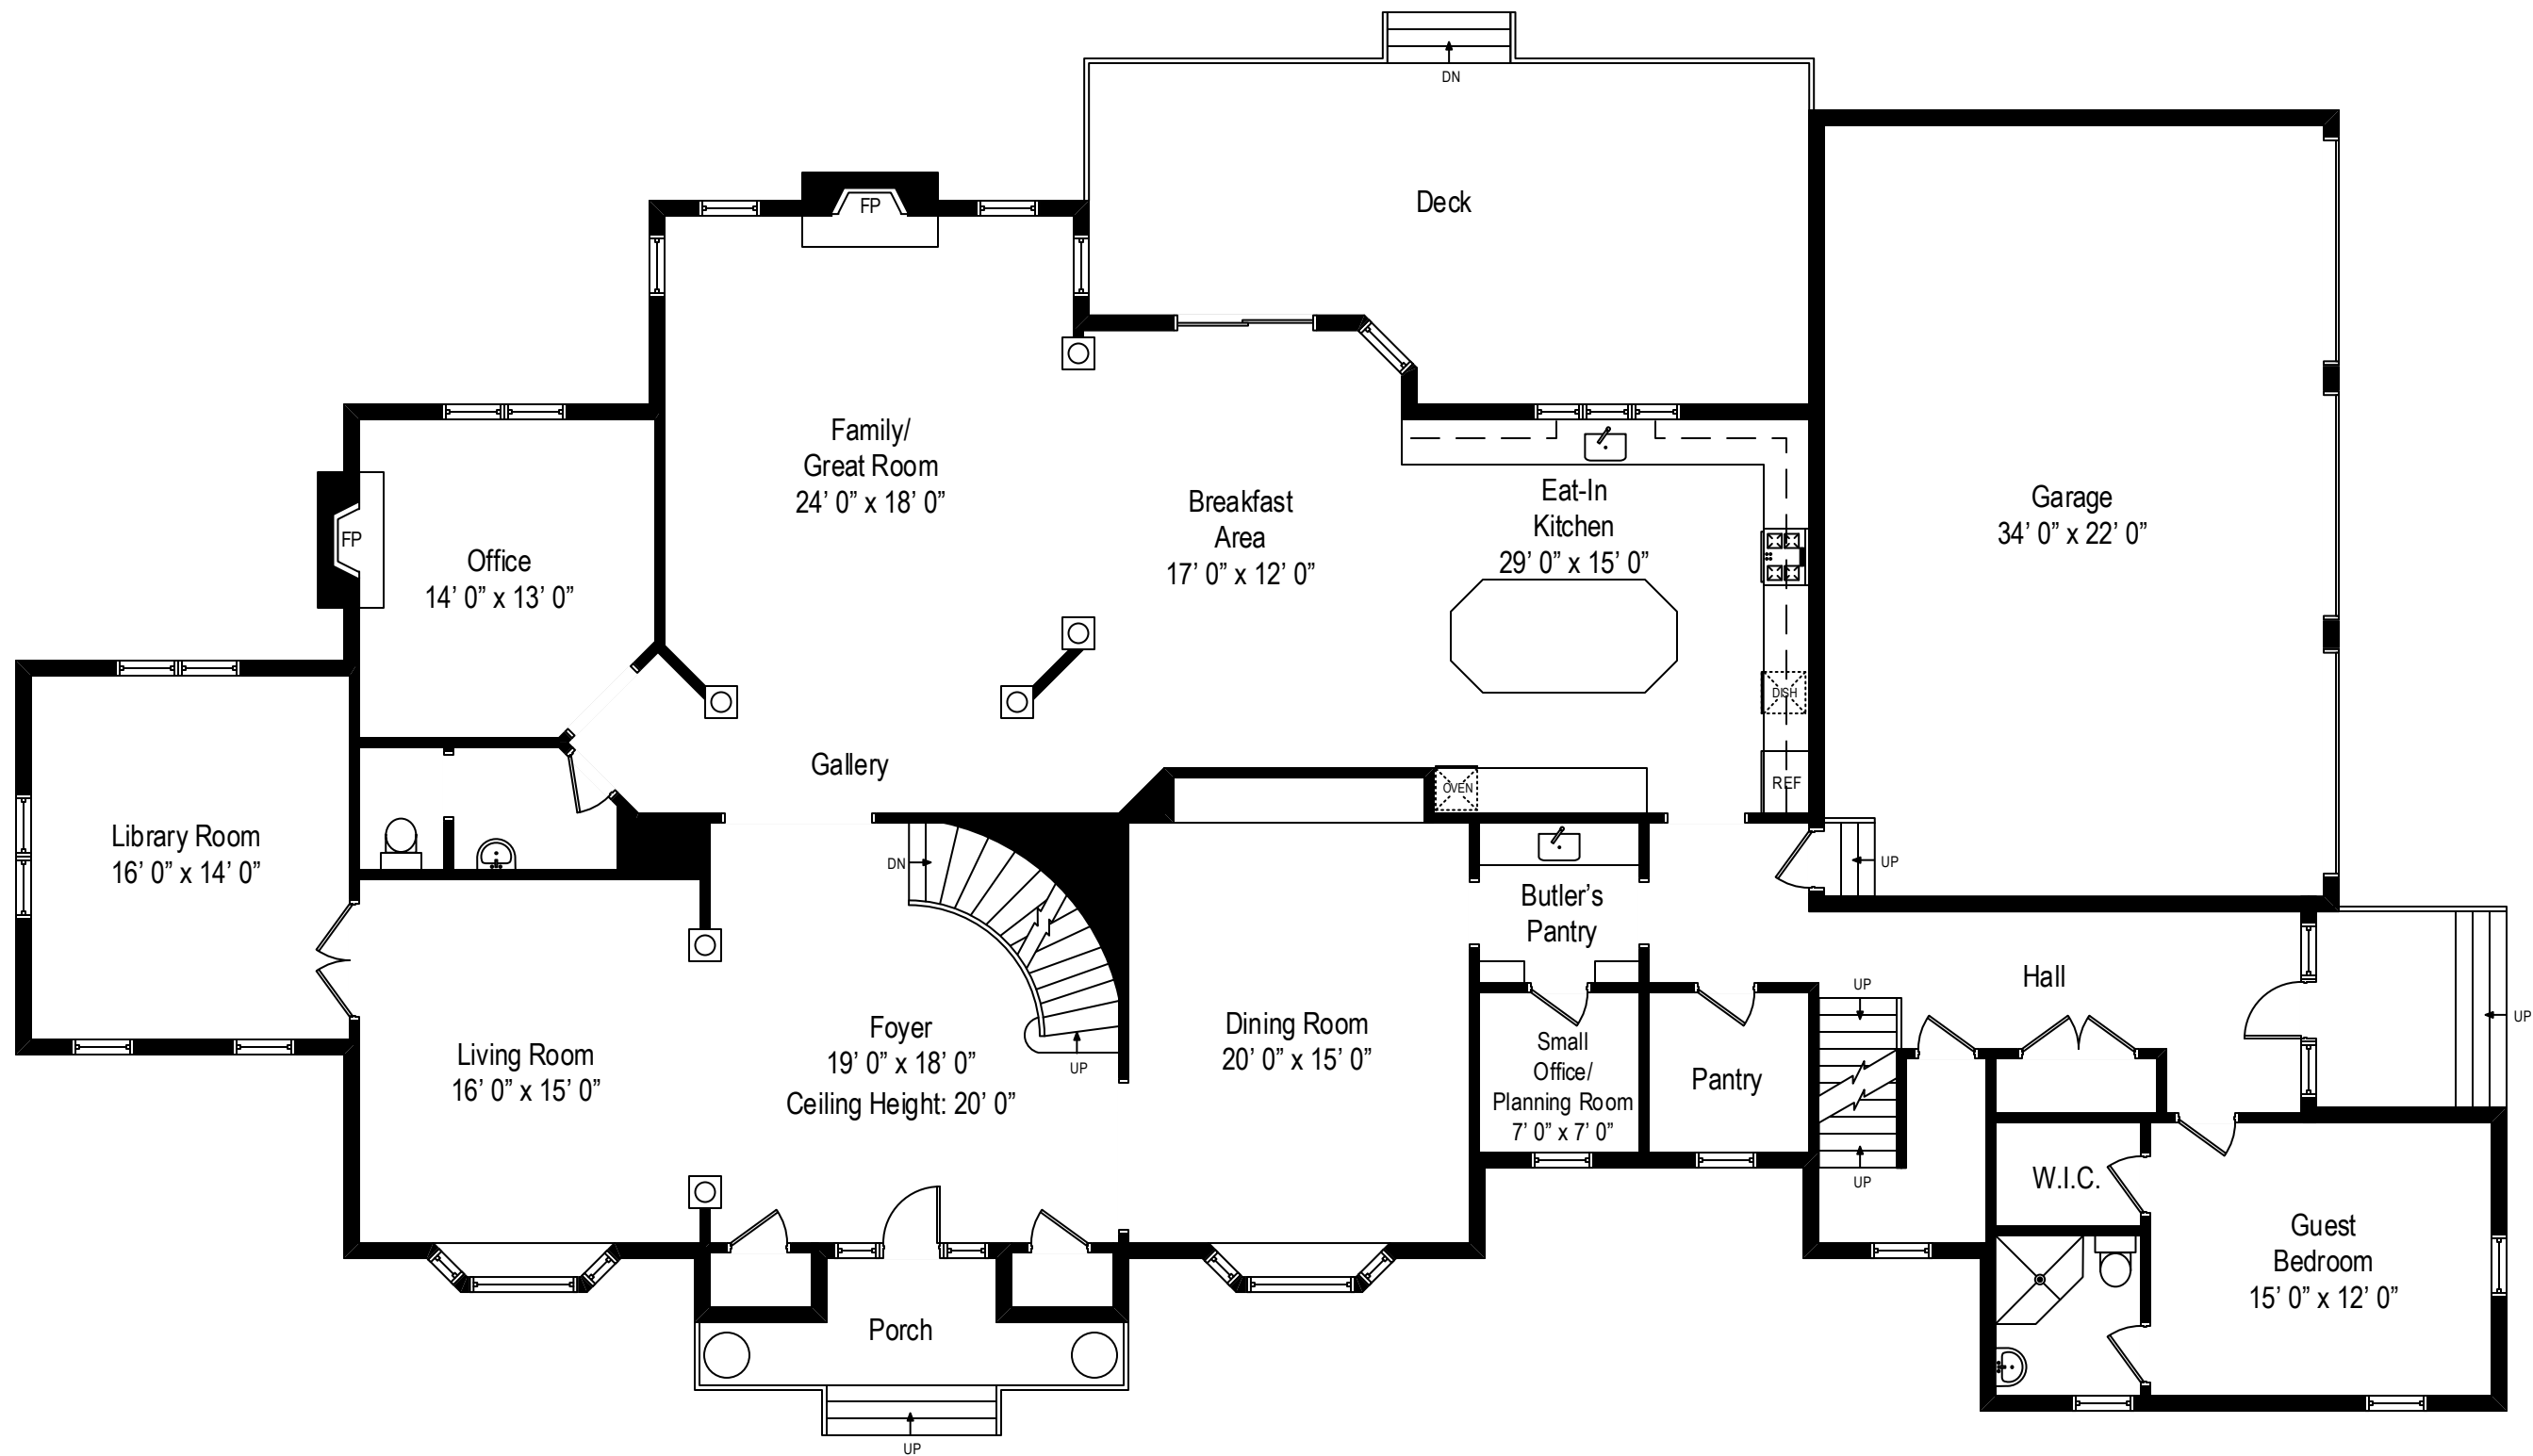 DN
Deck
FP
Family/
Great Room
24’ 0” x 18’ 0”
Breakfast
Area
17’ 0” x 12’ 0”
Eat-In
Kitchen
29’ 0” x 15’ 0”
Garage
34’ 0” x 22’ 0”
FP
Office
14’ 0” x 13’ 0”
DISH
Gallery
OVEN
REF
Library Room
16’ 0” x 14’ 0”
DN
UP
Butler’s
Pantry
Hall
UP
UP
Living Room
16’ 0” x 15’ 0”
Foyer
19’ 0” x 18’ 0”
Ceiling Height: 20’ 0”
UP
Dining Room
20’ 0” x 15’ 0”
Small
Office/
Planning Room
7’ 0” x 7’ 0”
Pantry
UP
W.I.C.
Guest
Bedroom
15’ 0” x 12’ 0”
Porch
UP